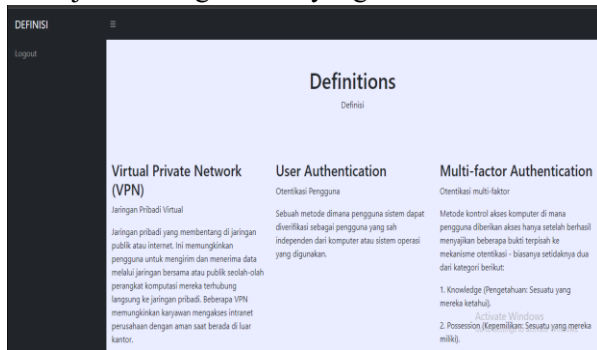 DEFINISI
Logout
Definitions
Definisi
Virtual Private Network
(VPN)
Jaringan Pribadi Virtual
Jaringan pribadi yang membentang di jaringan
publik atau internet. Ini memungkinkan
pengguna untuk mengirim dan menerima data
melalui jaringan bersama atau publik seolah-olah
perangkat komputasi mereka terhubung
langsung ke jaringan pribadi. Beberapa VPN
memungkinkan karyawan mengakses intranet
perusahaan dengan aman saat berada di luar
kantor.
User Authentication
Otentikasi Pengguna
Sebuah metode dimana pengguna sistem dapat
diverifikasi sebagai pengguna yang sah
independen dari komputer atau sistem operasi
yang digunakan.
Multi-factor Authentication
Otentikasi multi-faktor
Metode kontrol akses komputer di mana
pengguna diberikan akses hanya setelah berhasil
menyajikan beberapa bukti terpisah ke
mekanisme otentikasi - biasanya setidaknya dua
dari kategori berikut:
1. Knowledge (Pengetahuan: Sesuatu yang
mereka ketahui).
2. Possession (Kepemilikan: Sesuatu yang mereka
miliki).
Activate Windows